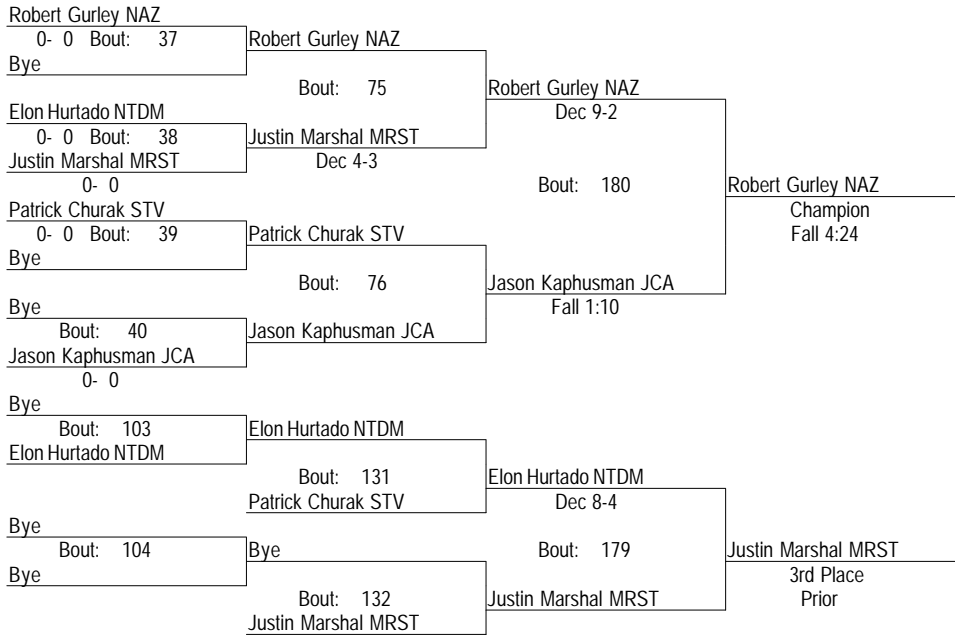 Robert Gurley NAZ
0- 0 Bout: 37
Bye
Robert Gurley NAZ
Bout: 75
Elon Hurtado NTDM
0- 0 Bout: 38
Justin Marshal MRST
0- 0
Justin Marshal MRST
Dec 4-3
Robert Gurley NAZ
Dec 9-2
Bout: 180
Robert Gurley NAZ
Champion
Fall 4:24
Patrick Churak STV
0- 0 Bout: 39
Bye
Patrick Churak STV
Bout: 76
Jason Kaphusman JCA
Fall 1:10
Bye
Bout: 40
Jason Kaphusman JCA
0- 0
Jason Kaphusman JCA
Bye
Bout: 103
Elon Hurtado NTDM
Elon Hurtado NTDM
Bout: 131
Patrick Churak STV
Elon Hurtado NTDM
Dec 8-4
Bye
Bout: 104
Bye
Bye
Bout: 132
Justin Marshal MRST
Bout: 179
Justin Marshal MRST
Justin Marshal MRST
3rd Place
Prior